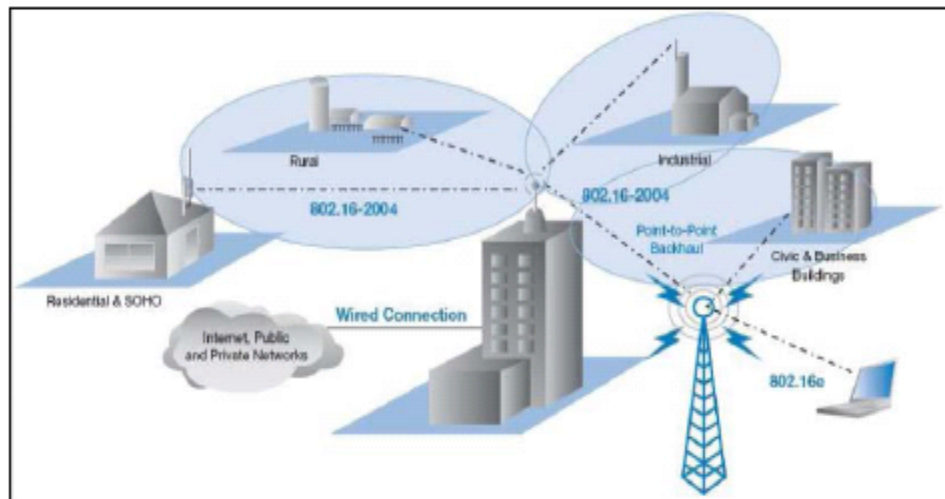 Rural
Industrial
802.16-2004
802.16-2004
Point-to-Point
Backhaul
Civic & Business
Buildings
Residential & SOHO
Wired Connection
Internet, Public
and Private Networks
802.16e